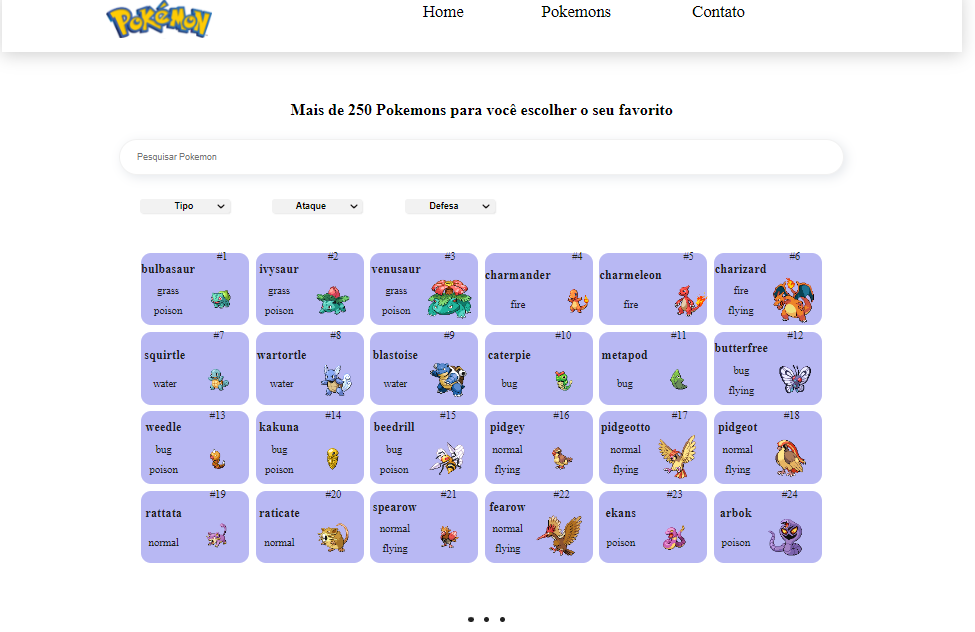 POKéMON
Home Pokemons Contato
Mais de 250 Pokemons para você escolher o seu favorito
Pesquisar Pokemon
Tipo Ataque Defesa
#1
bulbasaur
grass
poison
#2
ivysaur
grass
poison
#3
venusaur
grass
poison
#4
charmander
fire
#5
charmeleon
fire
#6
charizard
fire
flying
#7
squirtle
water
#8
wartortle
water
#9
blastoise
water
#10
caterpie
bug
#11
metapod
bug
#12
butterfree
bug
flying
#13
weedle
bug
poison
#14
kakuna
bug
poison
#15
beedrill
bug
poison
#16
pidgey
normal
flying
#17
pidgeotto
normal
flying
#18
pidgeot
normal
flying
#19
rattata
normal
#20
raticate
normal
#21
spearow
normal
flying
#22
fearow
normal
flying
#23
ekans
poison
#24
arbok
poison